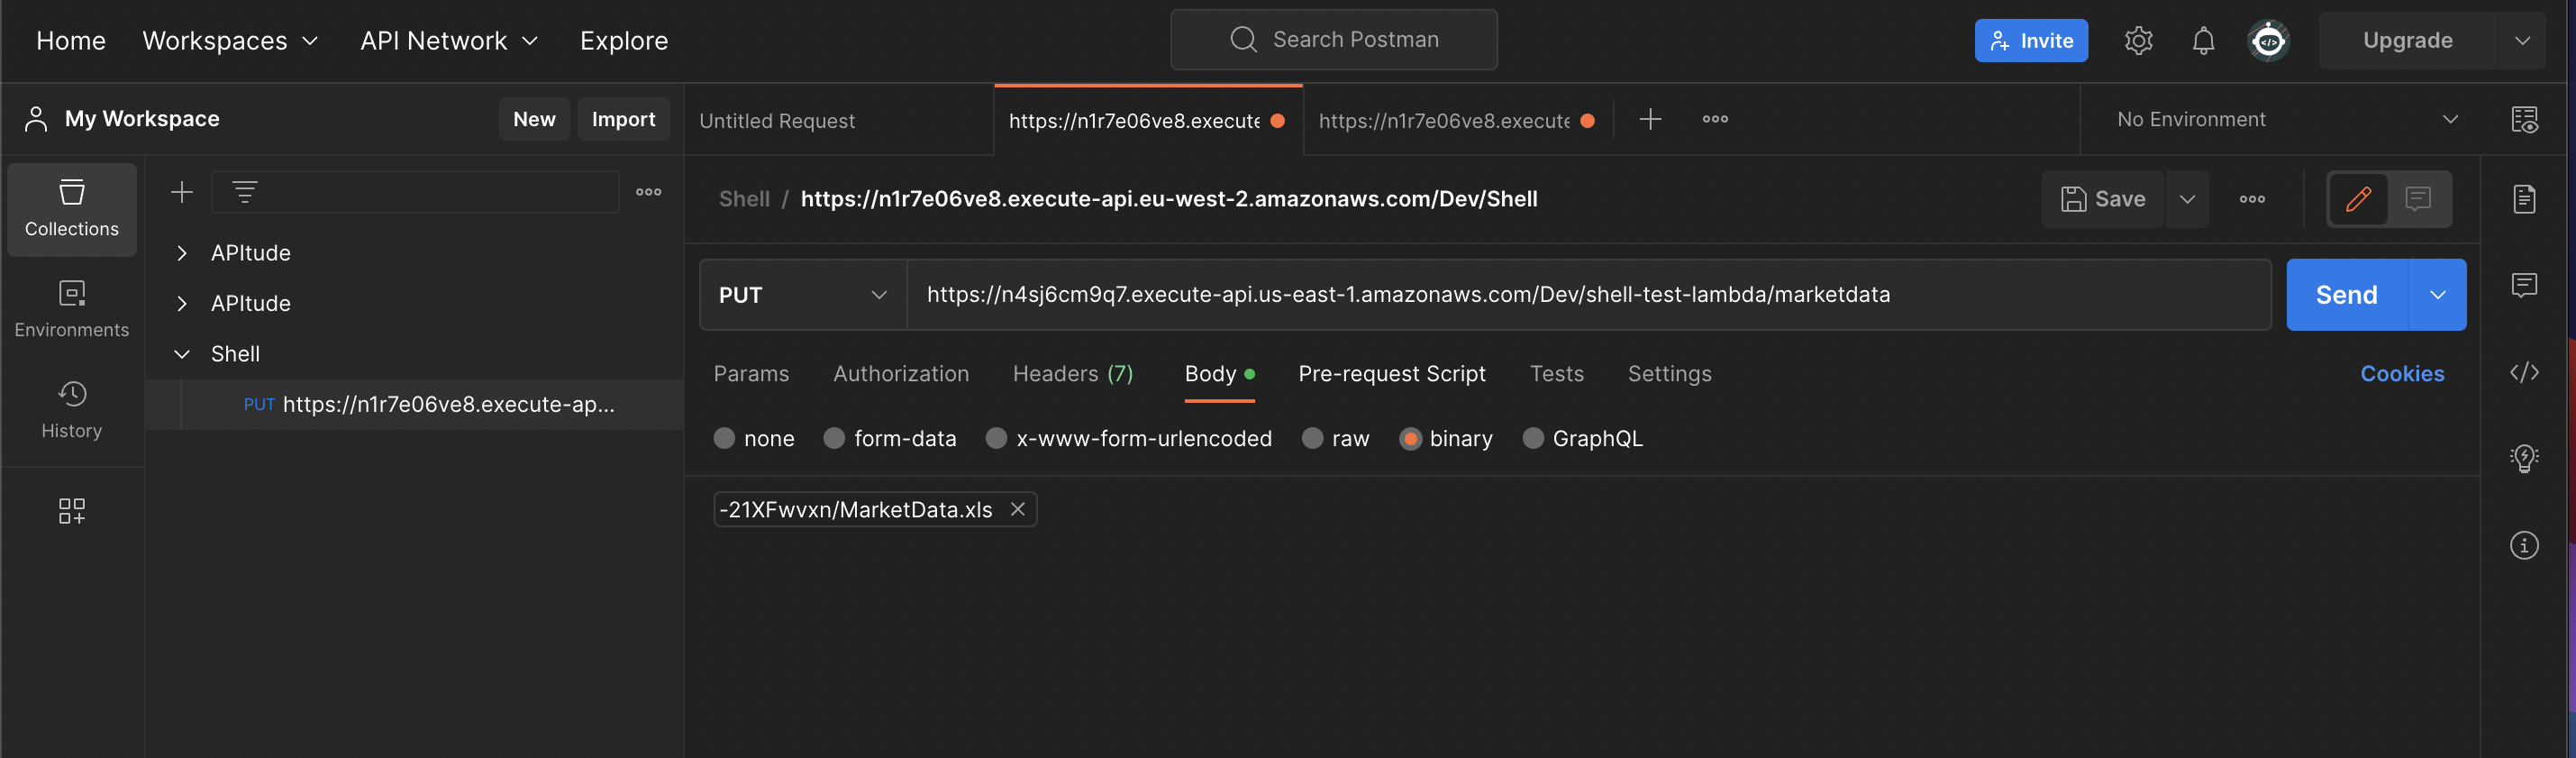 Home Workspaces API Network Explore Search Postman Invite Upgrade
My Workspace New Import
Untitled Request https://n1r7e06ve8.execute https://n1r7e06ve8.execute No Environment
Collections
Environments
History
APItude
APItude
Shell
PUT https://n1r7e06ve8.execute-ap...
Shell / https://n1r7e06ve8.execute-api.eu-west-2.amazonaws.com/Dev/Shell Save
PUT https://n4sj6cm9q7.execute-api.us-east-1.amazonaws.com/Dev/shell-test-lambda/marketdata Send
Params Authorization Headers (7) Body Pre-request Script Tests Settings Cookies
none form-data x-www-form-urlencoded raw binary GraphQL
-21XFwvxn/MarketData.xls